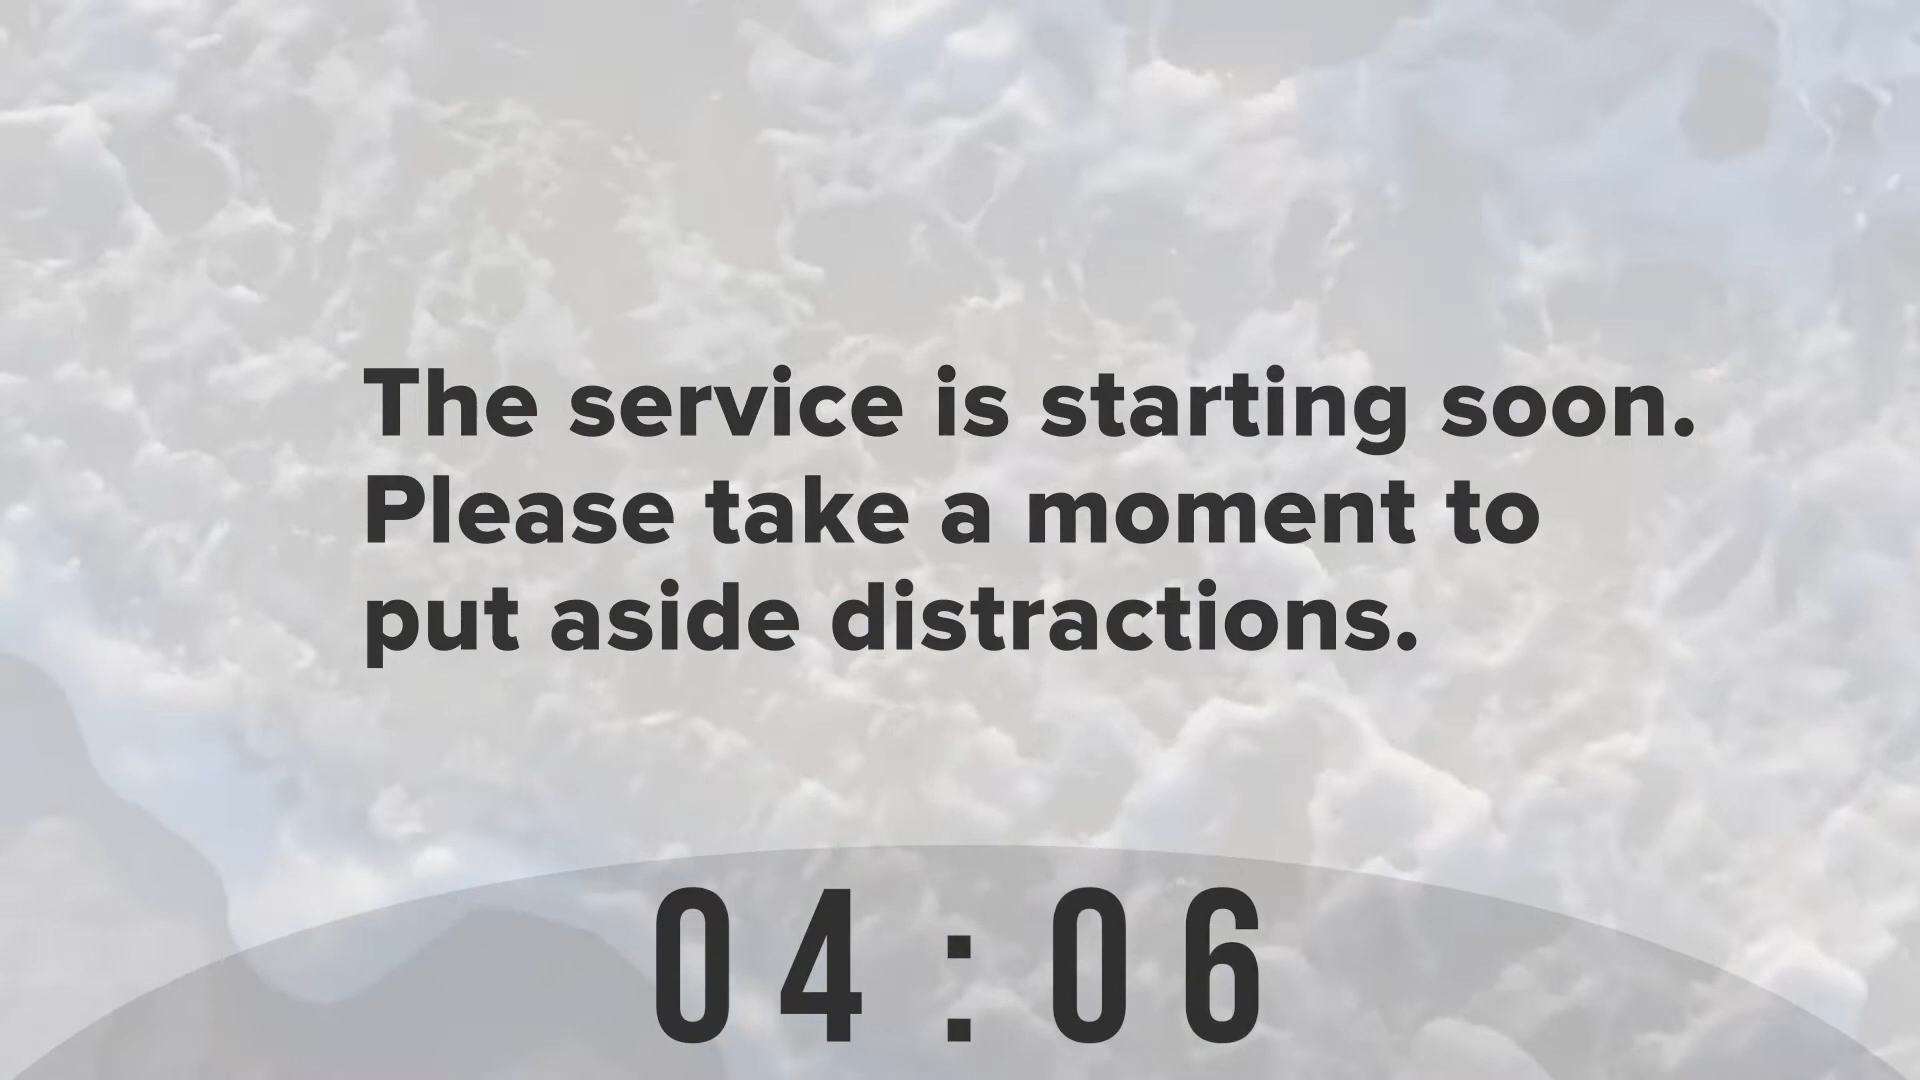 The service is starting soon.
Please take a moment to
put aside distractions.
04:06